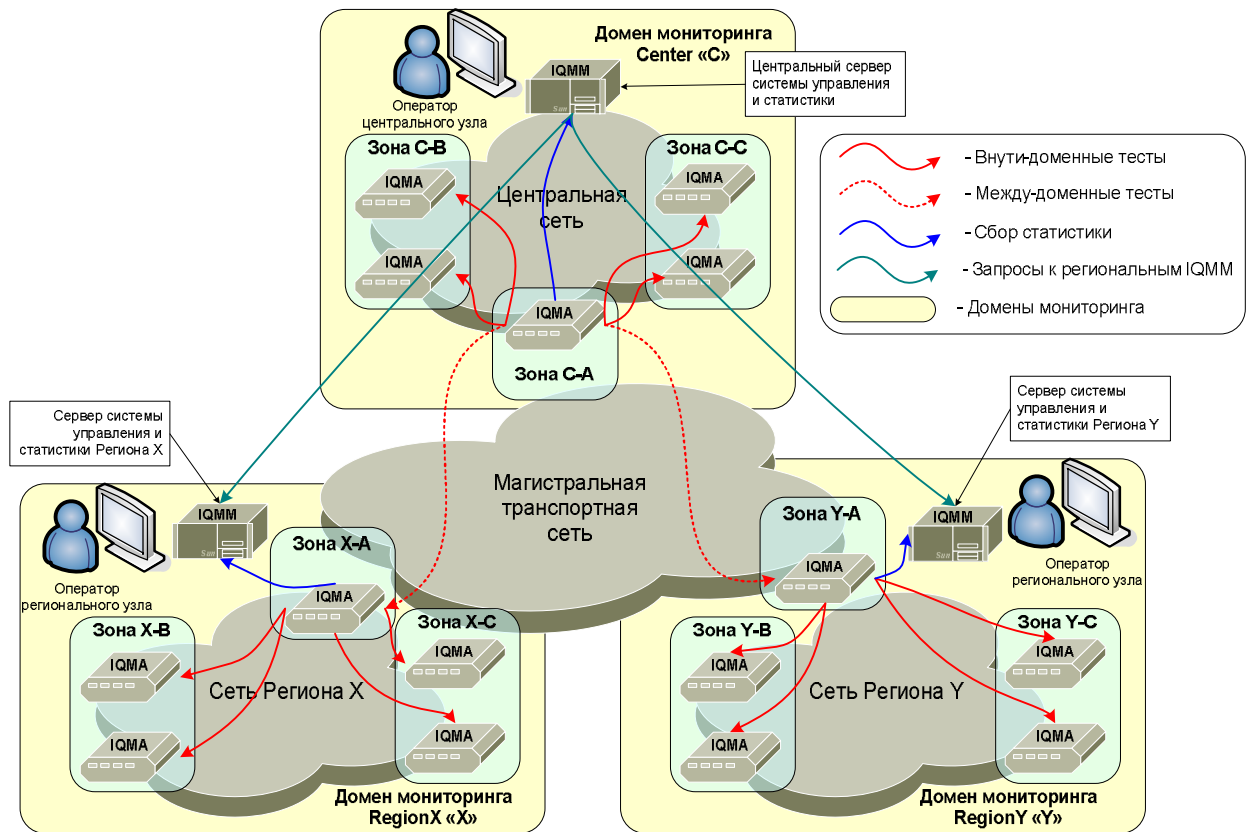 Домен мониторинга
Center «C»
IQMM
Sun
Центральный сервер
системы управления
и статистики
Оператор
центрального узла
Зона C-B
IQMA
IQMA
Центральная
сеть
Зона C-C
IQMA
IQMA
IQMA
Зона C-A
- Внути-доменные тесты
- Между-доменные тесты
- Сбор статистики
- Запросы к региональным IQMM
- Домены мониторинга
Сервер системы
управления и
статистики Региона X
Сервер системы
управления и
статистики Региона Y
Магистральная
транспортная
сеть
IQMM
Sun
Оператор
регионального узла
Зона X-A
IQMA
Зона X-B
IQMA
IQMA
Сеть Региона X
Зона X-C
IQMA
IQMA
Домен мониторинга
RegionX «X»
Зона Y-A
IQMA
IQMM
Sun
Оператор
регионального узла
Зона Y-B
IQMA
IQMA
Сеть Региона Y
Зона Y-C
IQMA
IQMA
Домен мониторинга
RegionY «Y»